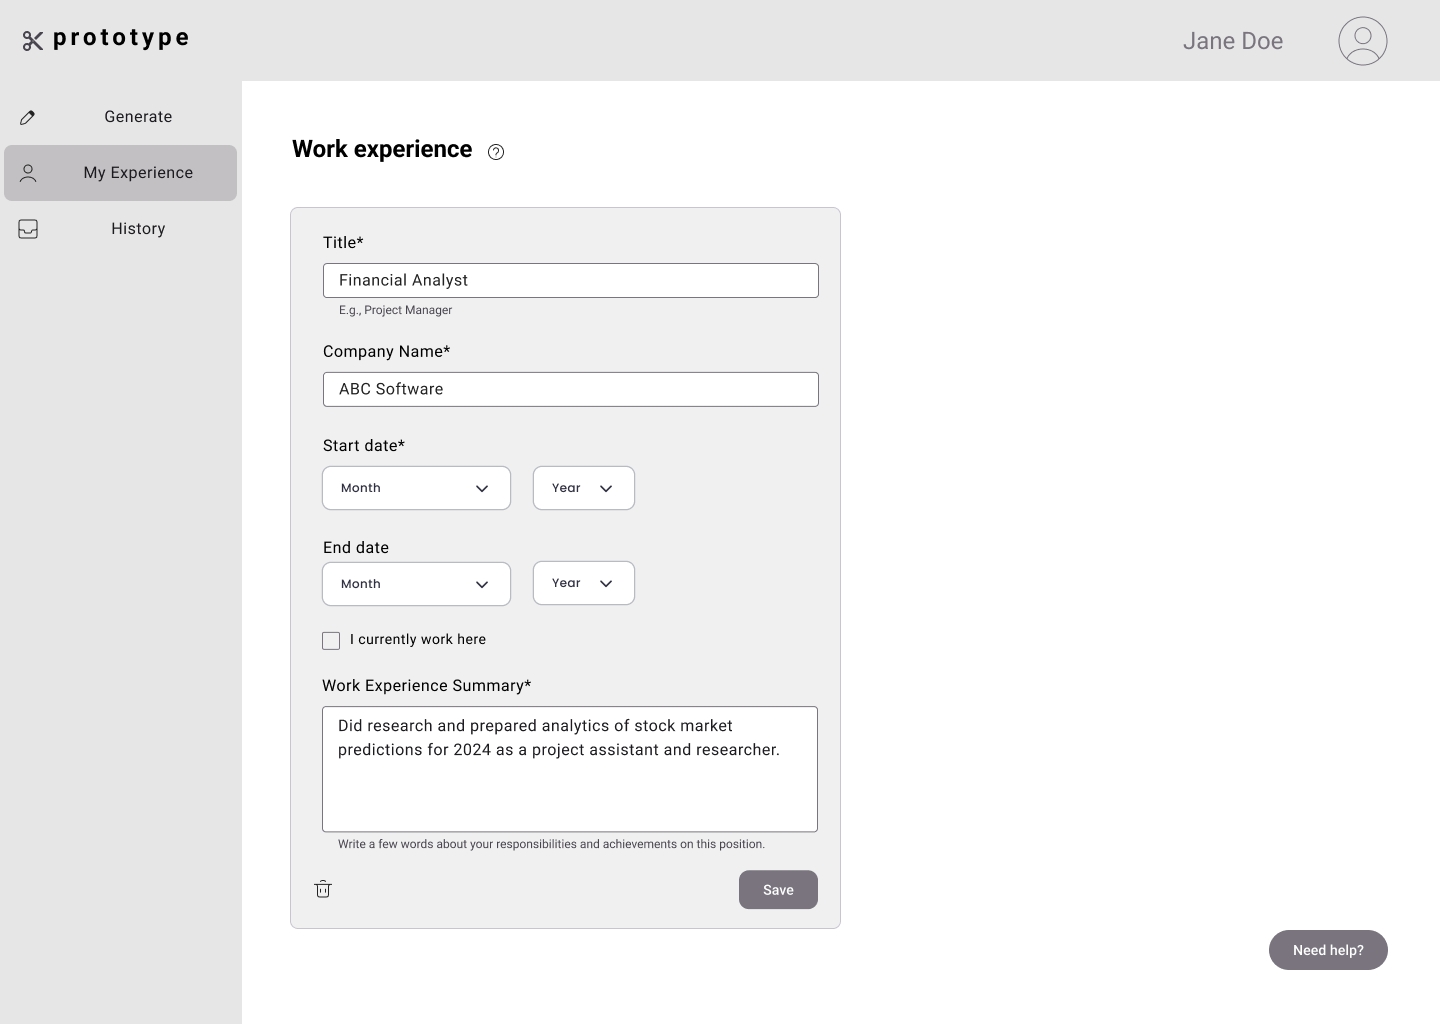 prototype
Jane Doe
Generate
My Experience
History
Work experience
Title*
Financial Analyst
E.g., Project Manager
Company Name*
ABC Software
Start date*
Month
Year
End date
Month
Year
I currently work here
Work Experience Summary*
Did research and prepared analytics of stock market
predictions for 2024 as a project assistant and researcher.
Write a few words about your responsibilities and achievements on this position.
Save
Need help?